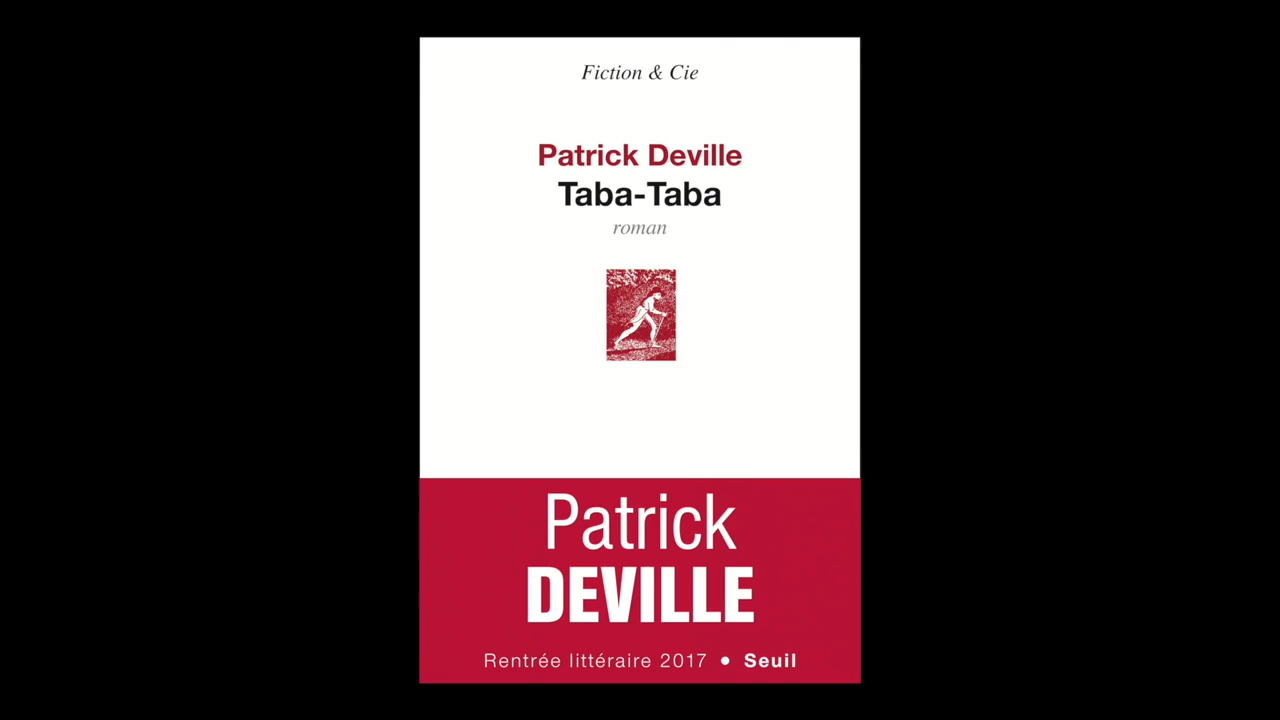 Fiction & Cie
Patrick Deville
Taba-Taba
roman
Patrick
DEVILLE
Rentrée littéraire 2017 • Seuil